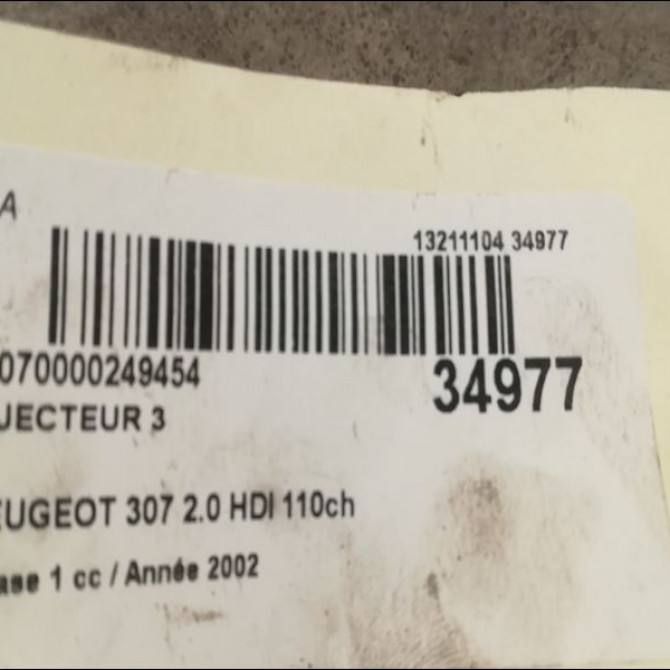 A
13211104 34977
070000249454
34977
JECTEUR 3
EUGEOT 307 2.0 HDI 110ch
ase 1 cc / Année 2002